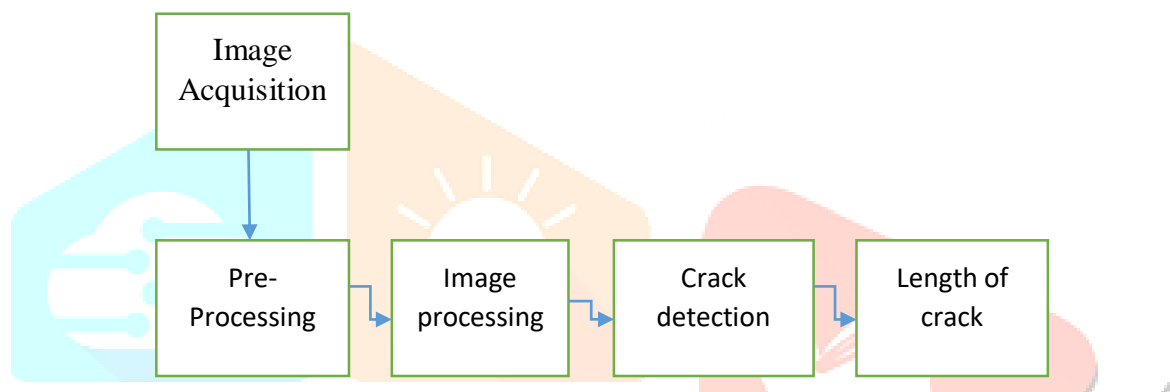 Image
Acquisition
Pre-
Processing
Image
processing
Crack
detection
Length of
crack